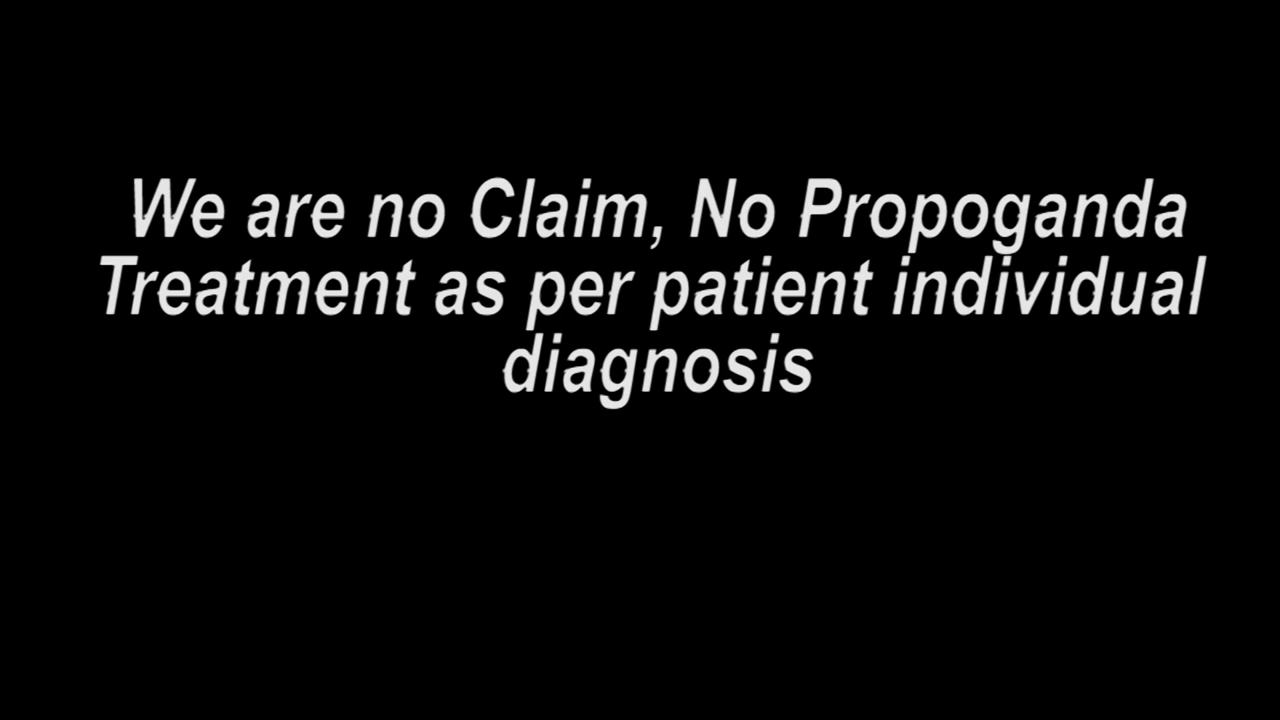 We are no Claim, No Propoganda
Treatment as per patient individual
diagnosis